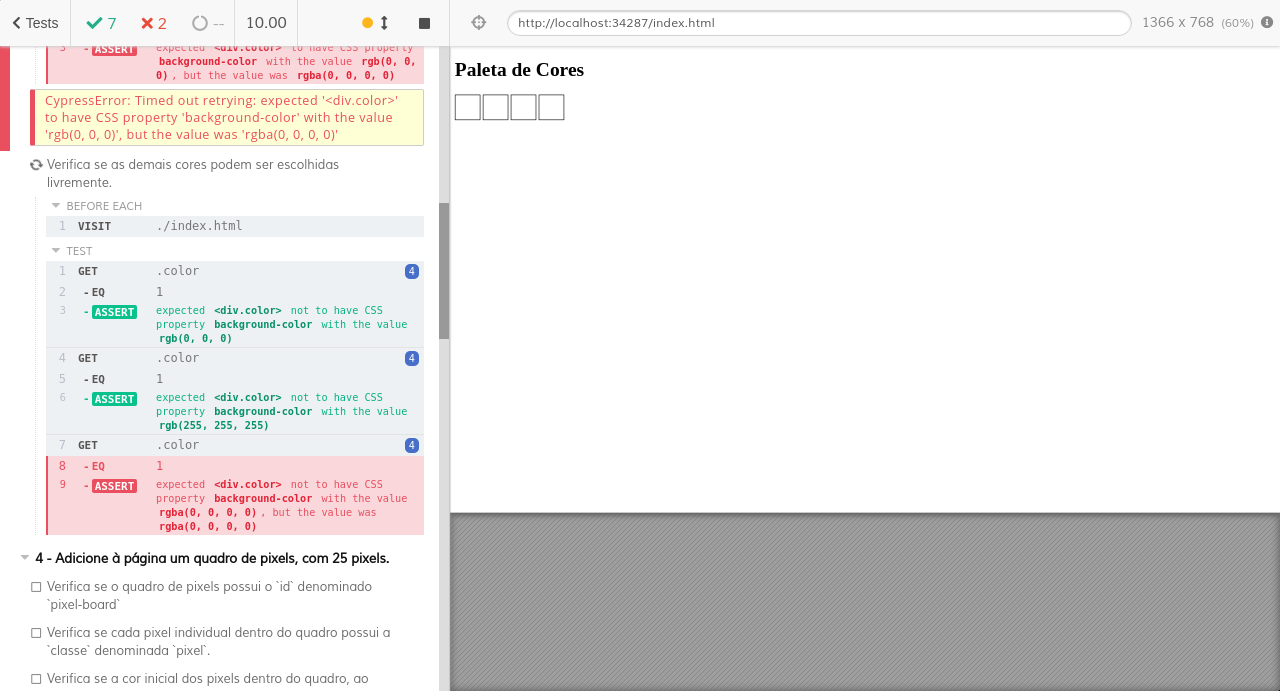 Tests 7 2 -- 10.00 http://localhost:34287/index.html 1366 x 768 (60%)
3 - ASSERT expected <div.color> to have CSS property
background-color with the value rgb(0, 0,
0), but the value was rgba(0, 0, 0, 0)
CypressError: Timed out retrying: expected '<div.color>'
to have CSS property 'background-color' with the value
'rgb(0, 0, 0)', but the value was 'rgba(0, 0, 0, 0)'
Verifica se as demais cores podem ser escolhidas
livremente.
BEFORE EACH
1 VISIT ./index.html
TEST
1 GET .color 4
2 - EQ 1
3 - ASSERT expected <div.color> not to have CSS
property background-color with the value
rgb(0, 0, 0)
4 GET .color 4
5 - EQ 1
6 - ASSERT expected <div.color> not to have CSS
property background-color with the value
rgb(255, 255, 255)
7 GET .color 4
8 - EQ 1
9 - ASSERT expected <div.color> not to have CSS
property background-color with the value
rgba(0, 0, 0, 0), but the value was
rgba(0, 0, 0, 0)
4 - Adicione à página um quadro de pixels, com 25 pixels.
Verifica se o quadro de pixels possui o `id` denominado
`pixel-board`
Verifica se cada pixel individual dentro do quadro possui a
`classe` denominada `pixel`.
Verifica se a cor inicial dos pixels dentro do quadro, ao
Paleta de Cores